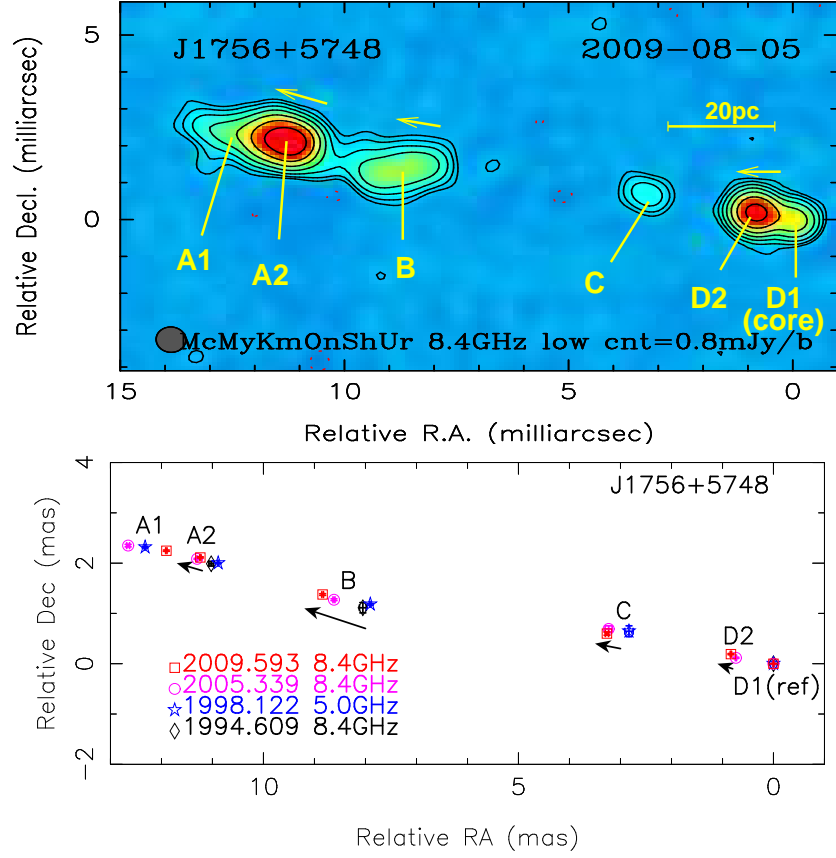 J1756+5748 2009-08-05
20pc
A1 A2 B C D2 D1
(core)
McMyKmOnShUr 8.4GHz low cnt=0.8mJy/b
5
0
Relative Decl. (milliarcsec)
15 10 5 0
Relative R.A. (milliarcsec)
J1756+5748
A1 A2 B C D2
D1(ref)
2009.593 8.4GHz
2005.339 8.4GHz
1998.122 5.0GHz
1994.609 8.4GHz
4
2
0
−2
Relative Dec (mas)
10 5 0
Relative RA (mas)